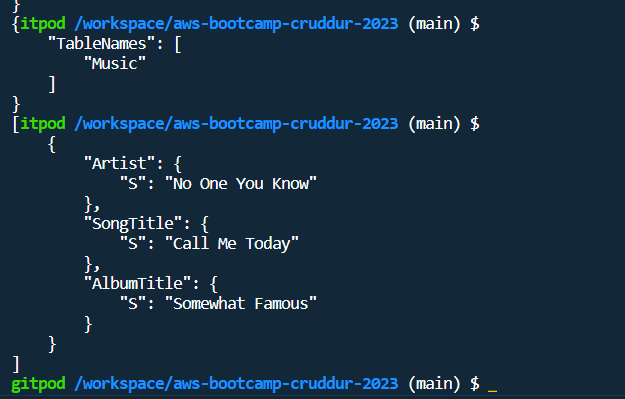 }
{itpod /workspace/aws-bootcamp-cruddur-2023 (main) $
    "TableNames": [
        "Music"
    ]
}
[itpod /workspace/aws-bootcamp-cruddur-2023 (main) $
    {
        "Artist": {
            "S": "No One You Know"
        },
        "SongTitle": {
            "S": "Call Me Today"
        },
        "AlbumTitle": {
            "S": "Somewhat Famous"
        }
    }
]
gitpod /workspace/aws-bootcamp-cruddur-2023 (main) $ _